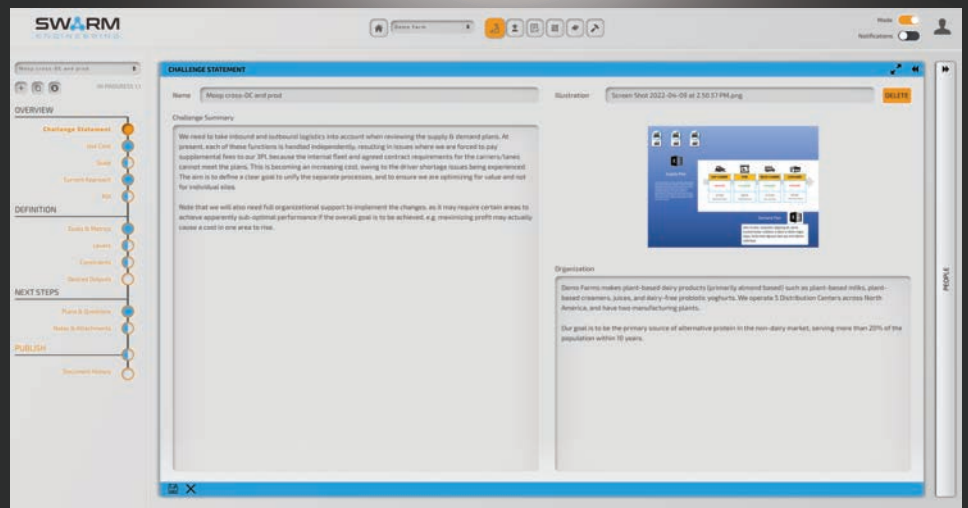 SWARM
ENGINEERING
Demo Farm
Mode
Notifications
Mesop cross-DC and prod
IN PROGRESS
OVERVIEW
Challenge Statement
Use Case
Goals
Current Approach
ROI
DEFINITION
Goals & Metrics
Levers
Constraints
Desired Outputs
NEXT STEPS
Plans & Questions
Notes & Attachments
PUBLISH
Document History
CHALLENGE STATEMENT
Name
Mesop cross-DC and prod
Challenge Summary
We need to take inbound and outbound logistics into account when reviewing the supply & demand plans. At
present, each of these functions is handled independently, resulting in issues where we are forced to pay
supplemental fees to our 3PL because the internal fleet and agreed contract requirements for the carriers/lanes
cannot meet the plans. This is becoming an increasing cost, owing to the driver shortage issues being experienced.
The aim is to define a clear goal to unify the separate processes, and to ensure we are optimizing for value and not
for individual silos.
Note that we will also need full organizational support to implement the changes, as it may require certain areas to
achieve apparently sub-optimal performance if the overall goal is to be achieved, e.g. maximizing profit may actually
cause a cost in one area to rise.
Illustration
Screen Shot 2022-04-09 at 2.50.57 PM.png
DELETE
Supply Plan
Demand Plan
Organization
Demo Farms makes plant-based dairy products (primarily almond based) such as plant-based milks, plant-
based creamers, juices, and dairy-free probiotic yoghurts. We operate 5 Distribution Centers across North
America, and have two manufacturing plants.
Our goal is to be the primary source of alternative protein in the non-dairy market, serving more than 20% of the
population within 10 years.
PEOPLE